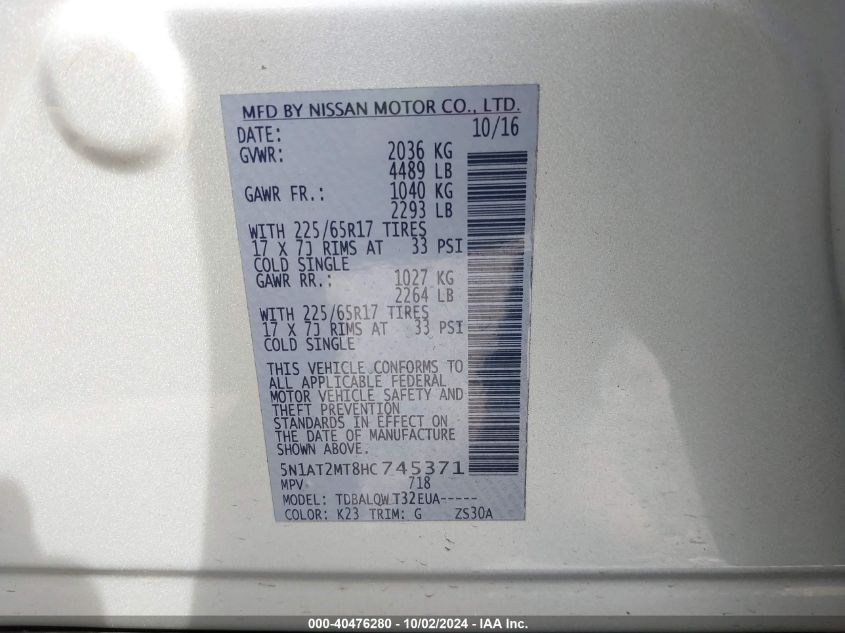 MFD BY NISSAN MOTOR CO., LTD.
DATE: 10/16
GVWR: 2036 KG
4489 LB
GAWR FR.: 1040 KG
2293 LB
WITH 225/65R17 TIRES
17 X 7J RIMS AT 33 PSI
COLD SINGLE
GAWR RR.: 1027 KG
2264 LB
WITH 225/65R17 TIRES
17 X 7J RIMS AT 33 PSI
COLD SINGLE
THIS VEHICLE CONFORMS TO
ALL APPLICABLE FEDERAL
MOTOR VEHICLE SAFETY AND
THEFT PREVENTION
STANDARDS IN EFFECT ON
THE DATE OF MANUFACTURE
SHOWN ABOVE.
5N1AT2MT8HC745371
MPV 718
MODEL: TDBALQW T32EUA-----
COLOR: K23 TRIM: G ZS30A
000-40476280 - 10/02/2024 - IAA Inc.